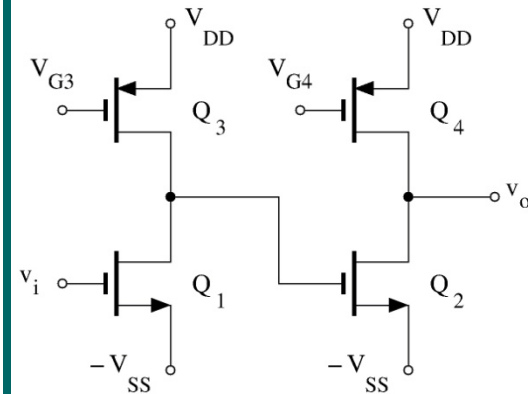 V_DD V_DD
V_G3 V_G4
Q_3 Q_4
v_o
v_i Q_1 Q_2
−V_SS −V_SS